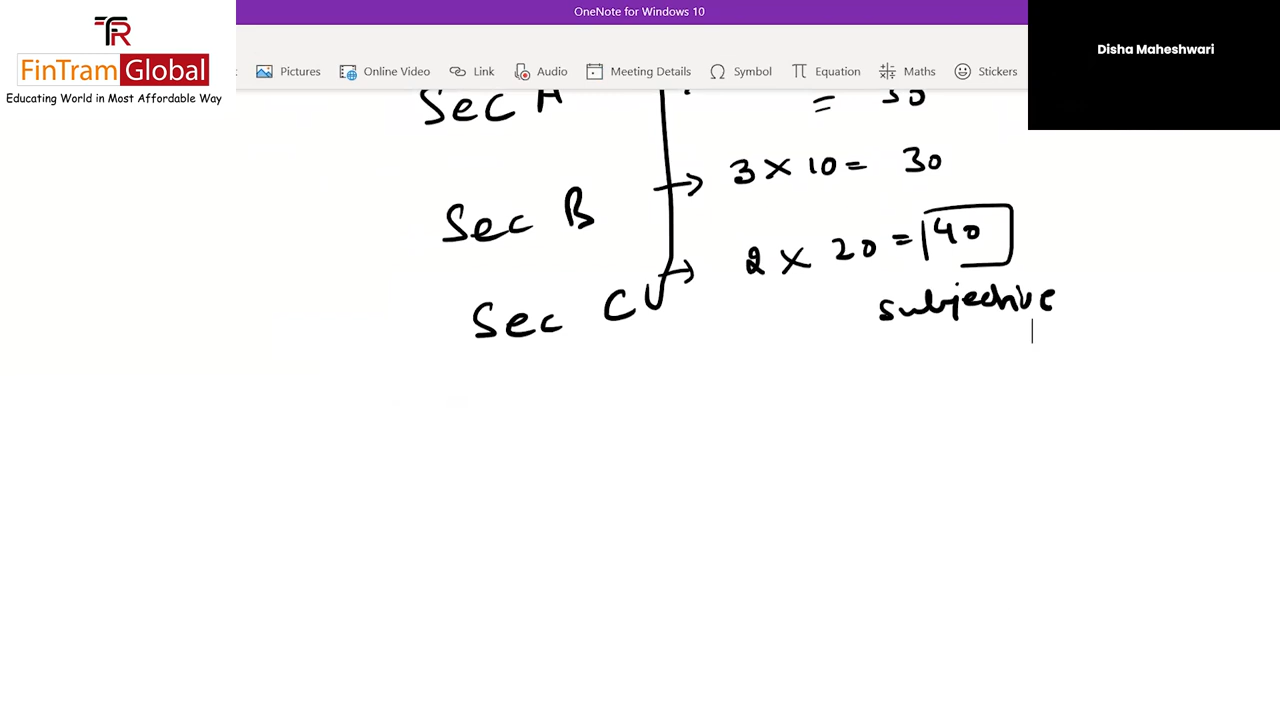 OneNote for Windows 10
TR
FinTram Global
Educating World in Most Affordable Way
Pictures
Online Video
Link
Audio
Meeting Details
Symbol
Equation
Maths
Stickers
Disha Maheshwari
Sec A
= 30
Sec B → 3 × 10 = 30
Sec C → 2 × 20 = 40
subjective